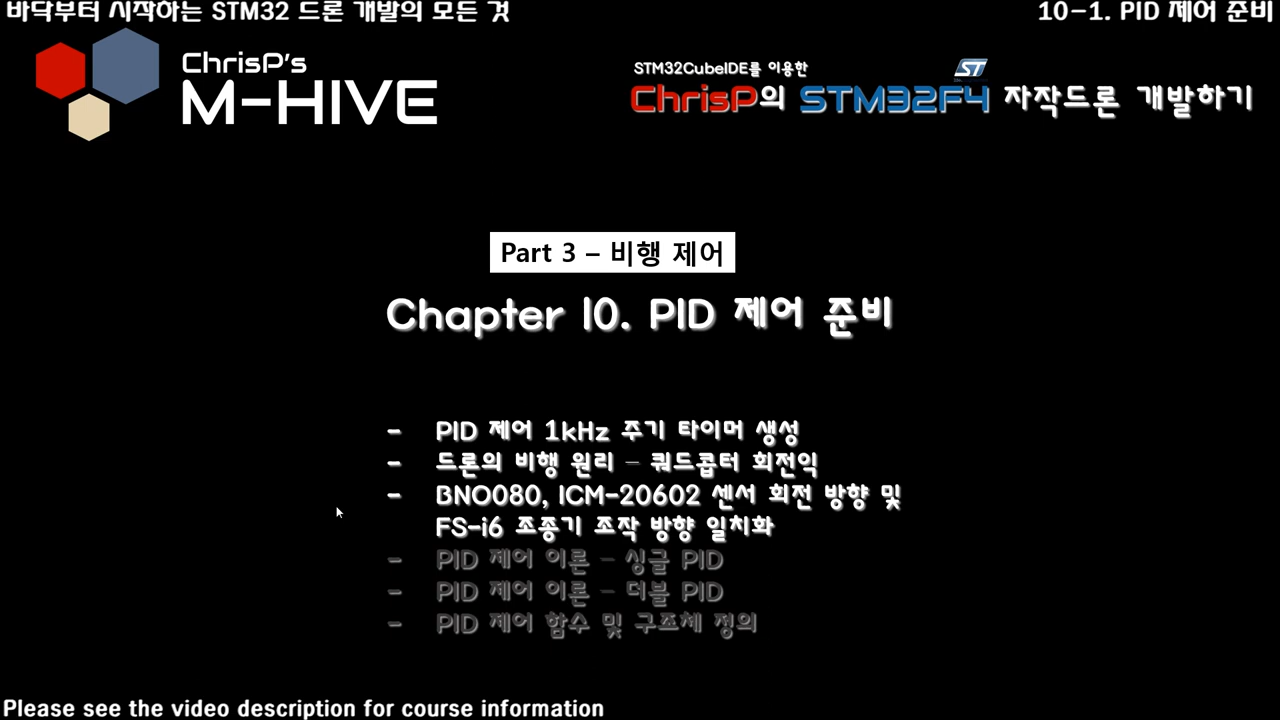 바닥부터 시작하는 STM32 드론 개발의 모든 것
10-1. PID 제어 준비
ChrisP's
M-HIVE
STM32CubeIDE를 이용한
ST
ChrisP의 STM32F4 자작드론 개발하기
Part 3 – 비행 제어
Chapter 10. PID 제어 준비
- PID 제어 1kHz 주기 타이머 생성
- 드론의 비행 원리 – 쿼드콥터 회전익
- BNO080, ICM-20602 센서 회전 방향 및
FS-i6 조종기 조작 방향 일치화
- PID 제어 이론 – 싱글 PID
- PID 제어 이론 – 더블 PID
- PID 제어 함수 및 구조체 정의
Please see the video description for course information